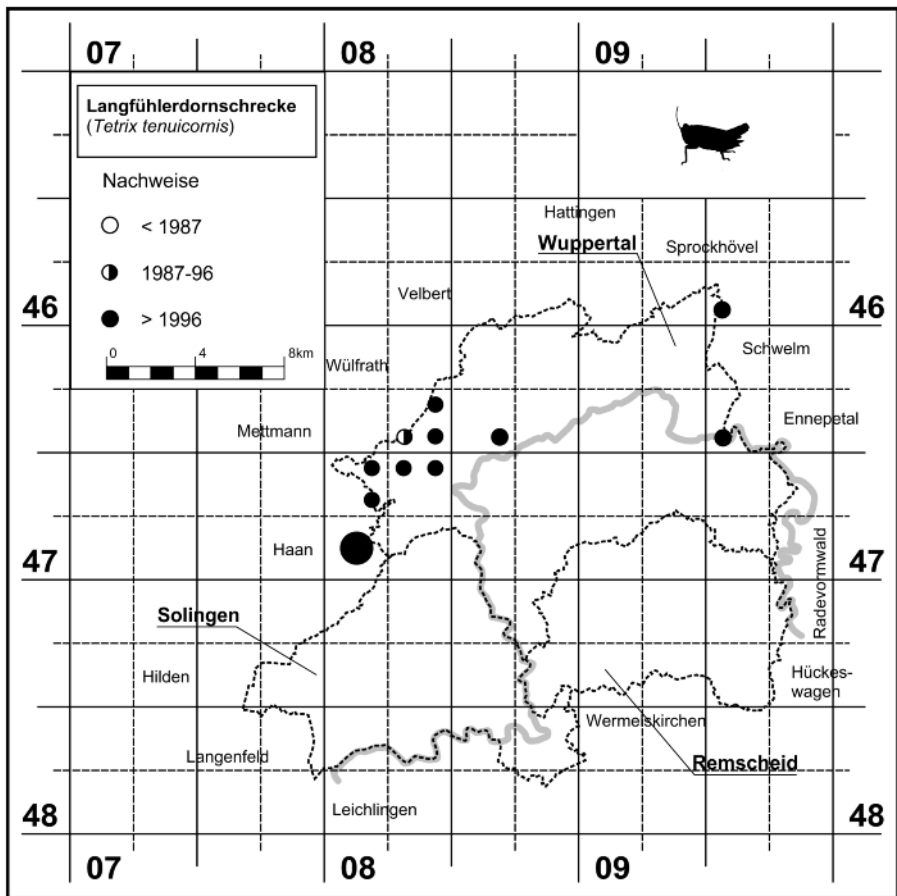 07 08 09
Langfühlerdornschrecke
(Tetrix tenuicornis)
Nachweise
< 1987
1987-96
> 1996
0 4 8km
Hattingen
Wuppertal
Sprockhövel
Velbert
46 46
Schwelm
Wülfrath
Ennepetal
Mettmann
Haan
47 47
Radevormwald
Solingen
Hilden
Hückes-
wagen
Wermelskirchen
Langenfeld
Remscheid
Leichlingen
48 48
07 08 09